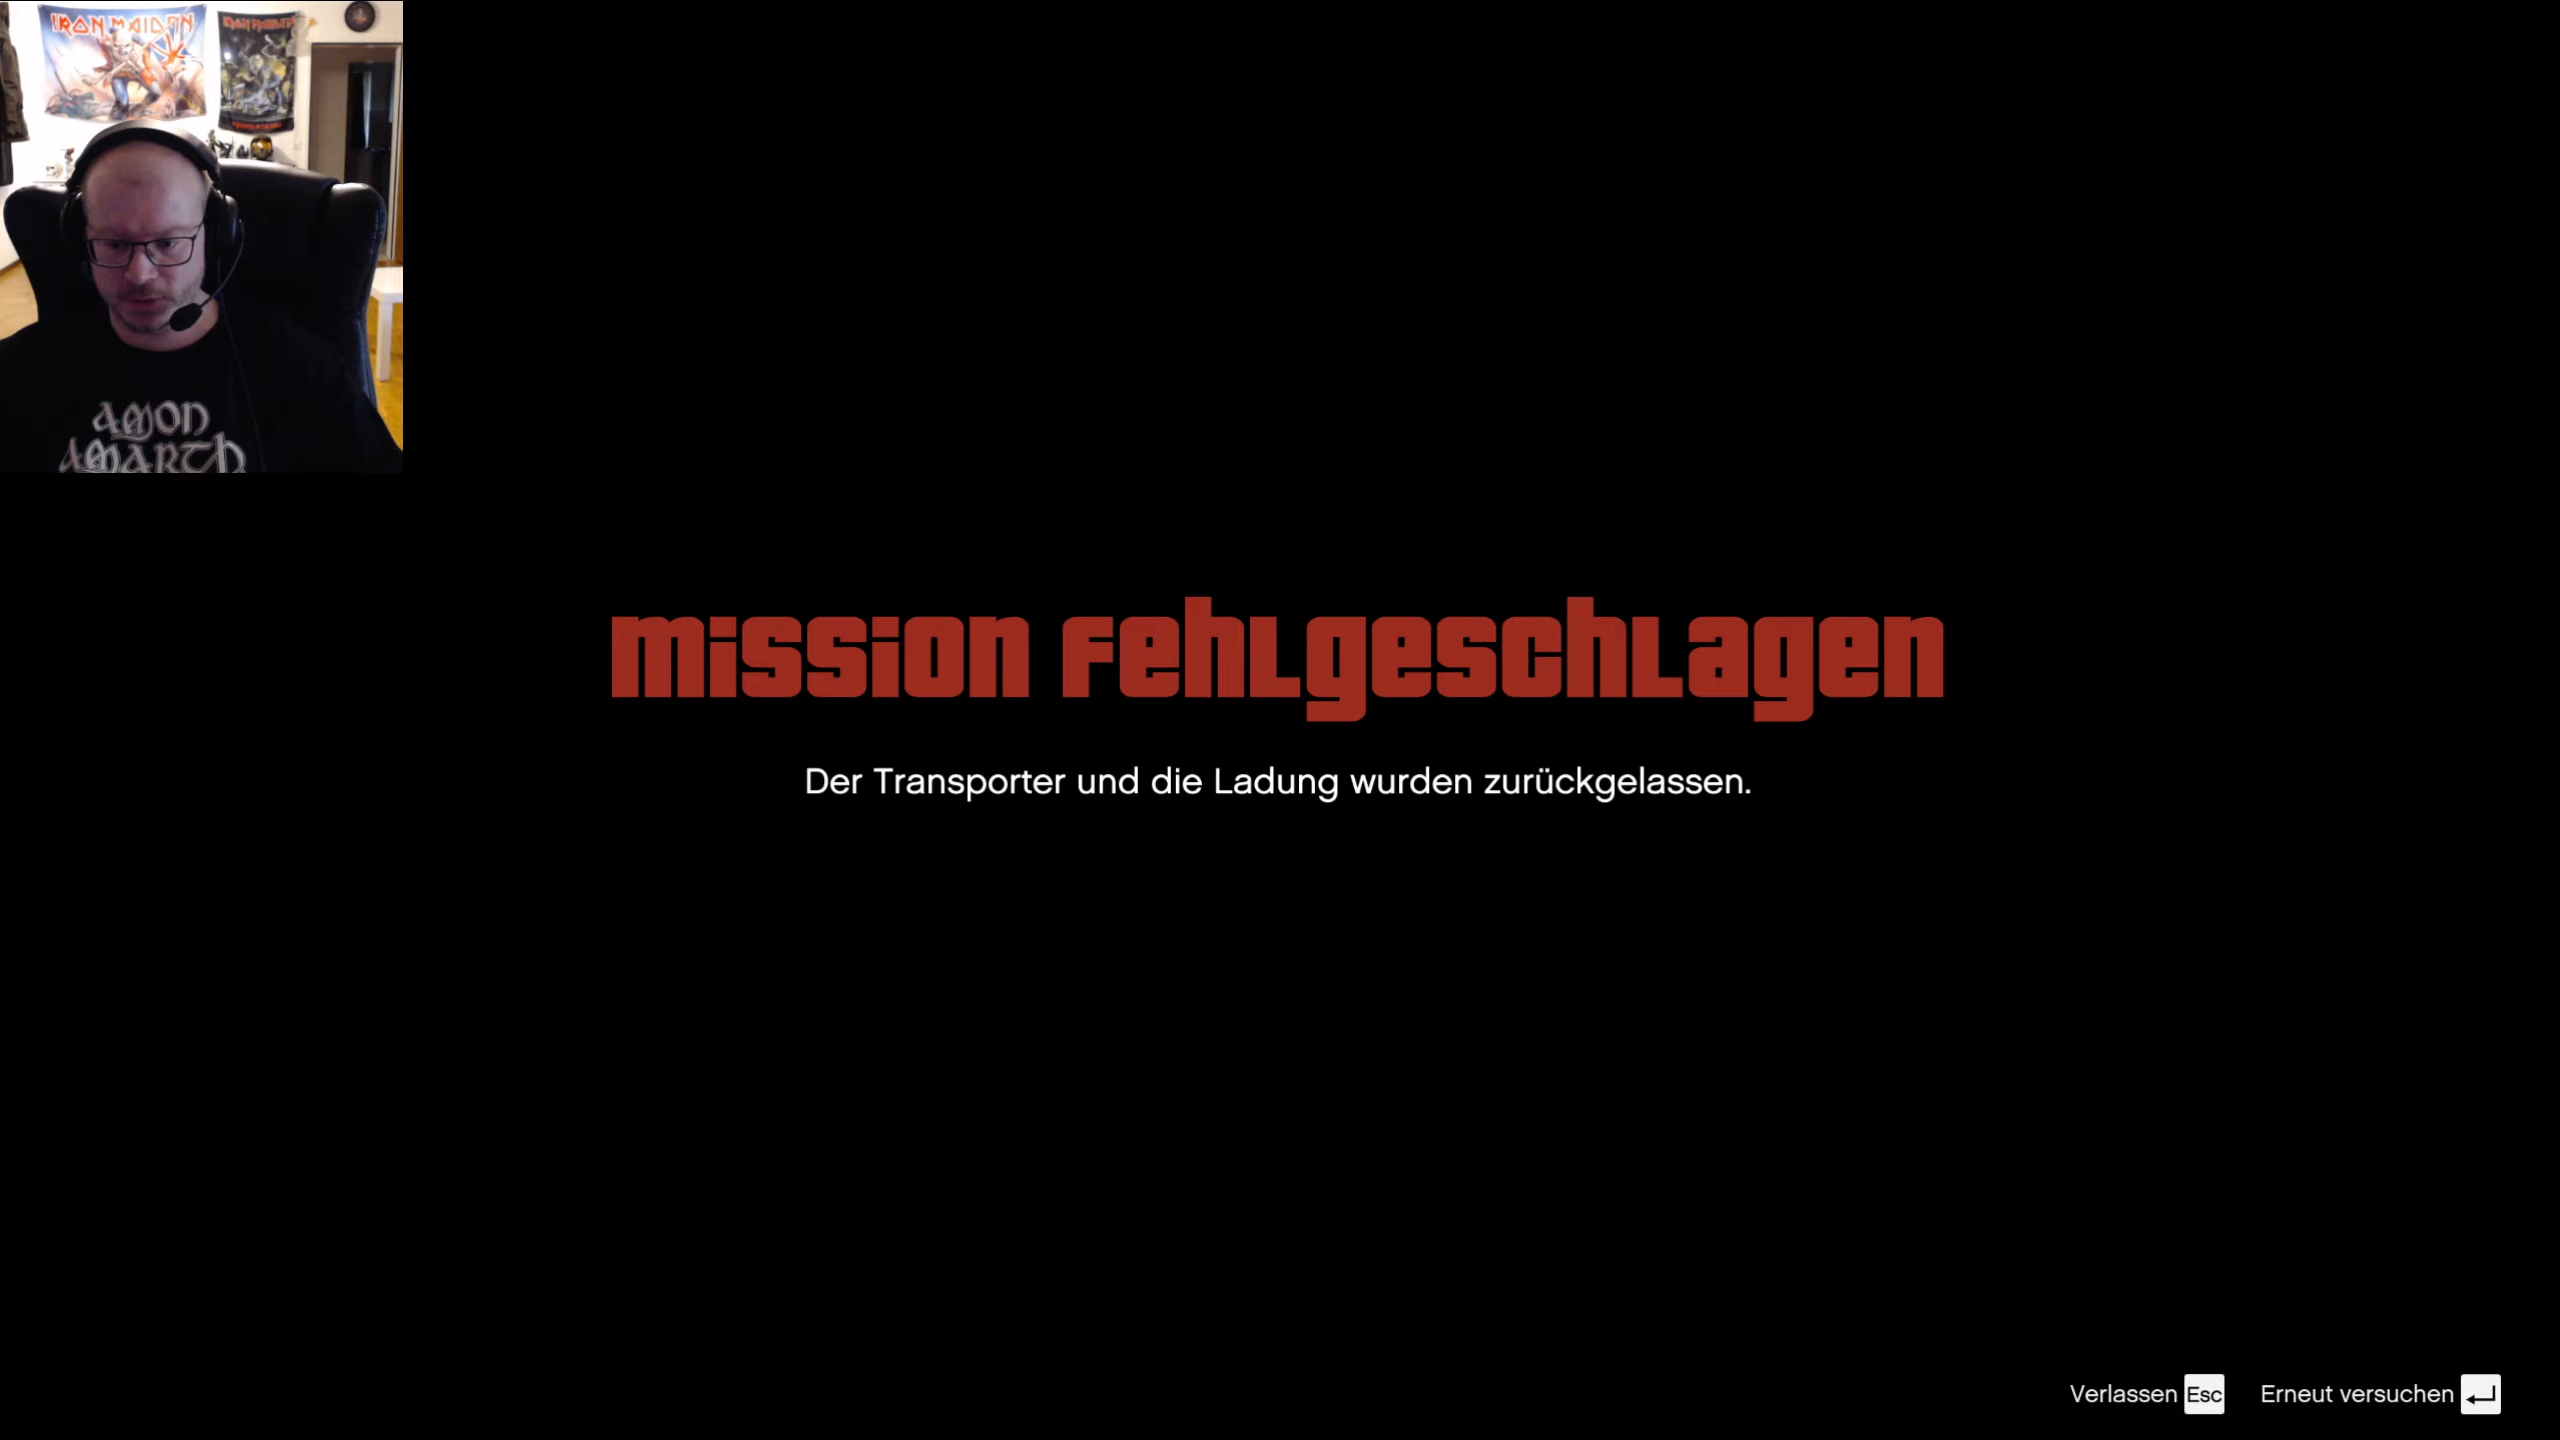 IRON MAIDEN
AMON
AMARTH
mission fehlgeschlagen
Der Transporter und die Ladung wurden zurückgelassen.
Verlassen Esc Erneut versuchen